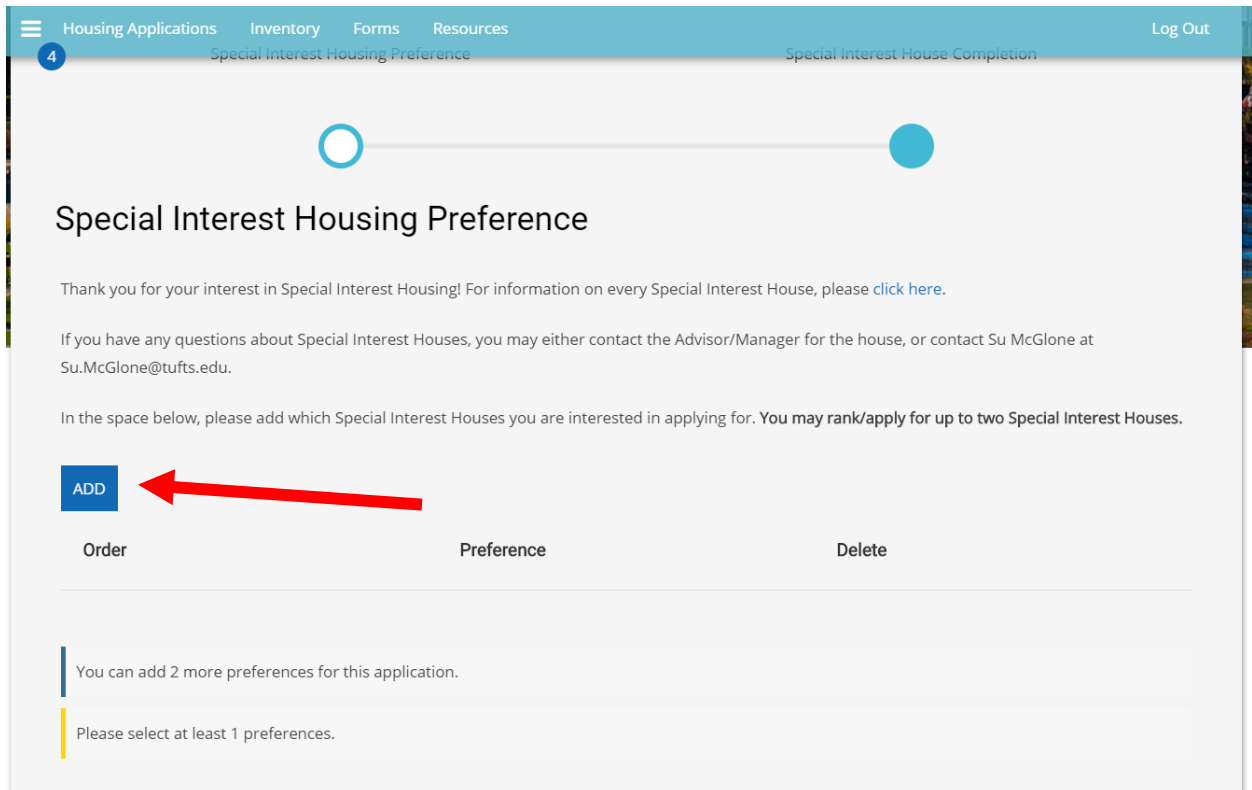 Housing Applications Inventory Forms Resources Log Out
4 Special Interest Housing Preference Special Interest House Completion
Special Interest Housing Preference
Thank you for your interest in Special Interest Housing! For information on every Special Interest House, please click here.
If you have any questions about Special Interest Houses, you may either contact the Advisor/Manager for the house, or contact Su McGlone at
Su.McGlone@tufts.edu.
In the space below, please add which Special Interest Houses you are interested in applying for. You may rank/apply for up to two Special Interest Houses.
ADD
Order Preference Delete
You can add 2 more preferences for this application.
Please select at least 1 preferences.